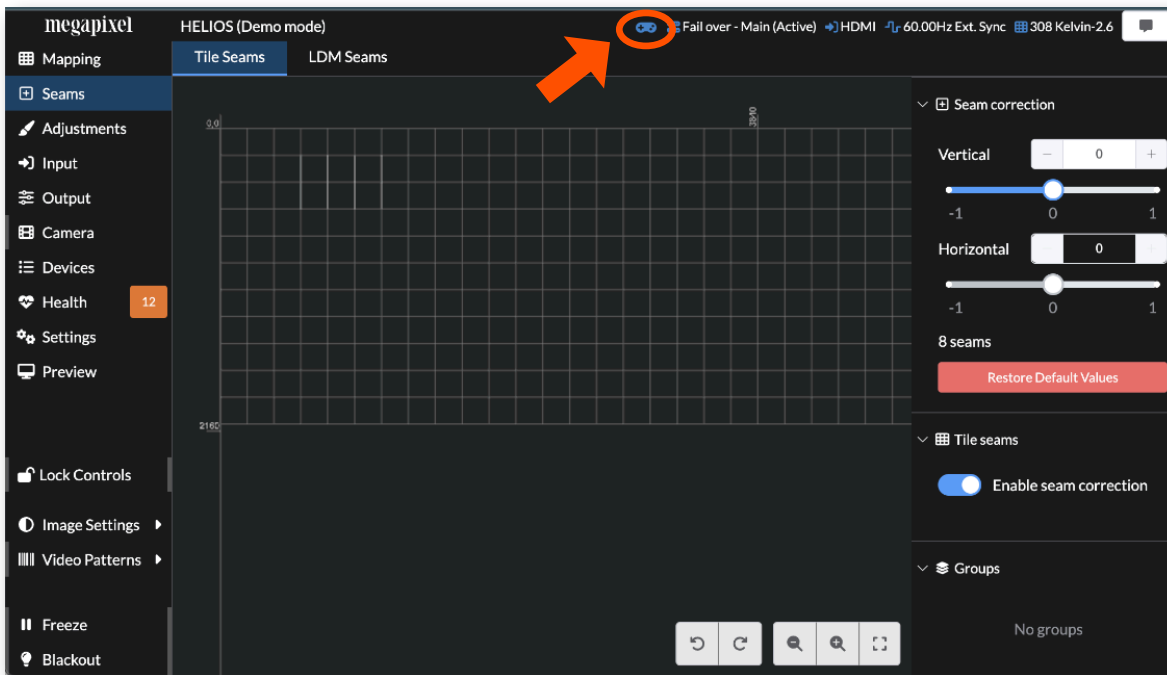 megapixel
HELIOS (Demo mode)
Fail over - Main (Active)
HDMI
60.00Hz Ext. Sync
308 Kelvin-2.6
Mapping
Seams
Adjustments
Input
Output
Camera
Devices
Health
12
Settings
Preview
Lock Controls
Image Settings
Video Patterns
Freeze
Blackout
Tile Seams
LDM Seams
0,0
3840
2160
Seam correction
Vertical
0
-1
0
1
Horizontal
0
-1
0
1
8 seams
Restore Default Values
Tile seams
Enable seam correction
Groups
No groups